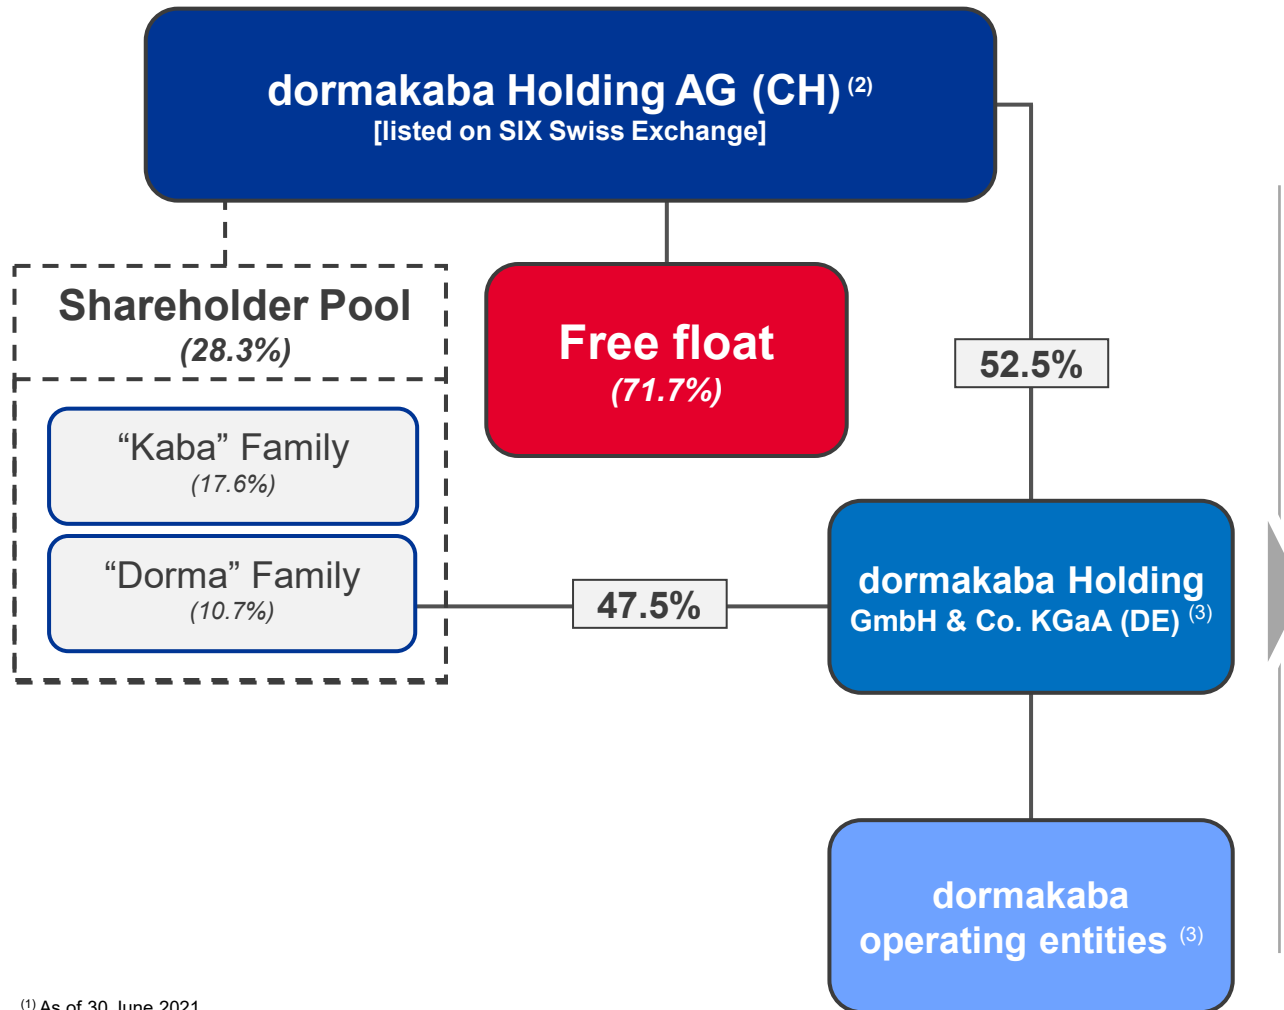 dormakaba Holding AG (CH) (2)
[listed on SIX Swiss Exchange]
Shareholder Pool
(28.3%)
Free float
(71.7%)
52.5%
“Kaba” Family
(17.6%)
“Dorma” Family
(10.7%)
47.5%
dormakaba Holding
GmbH & Co. KGaA (DE) (3)
dormakaba
operating entities (3)
(1) As of 30 June 2021